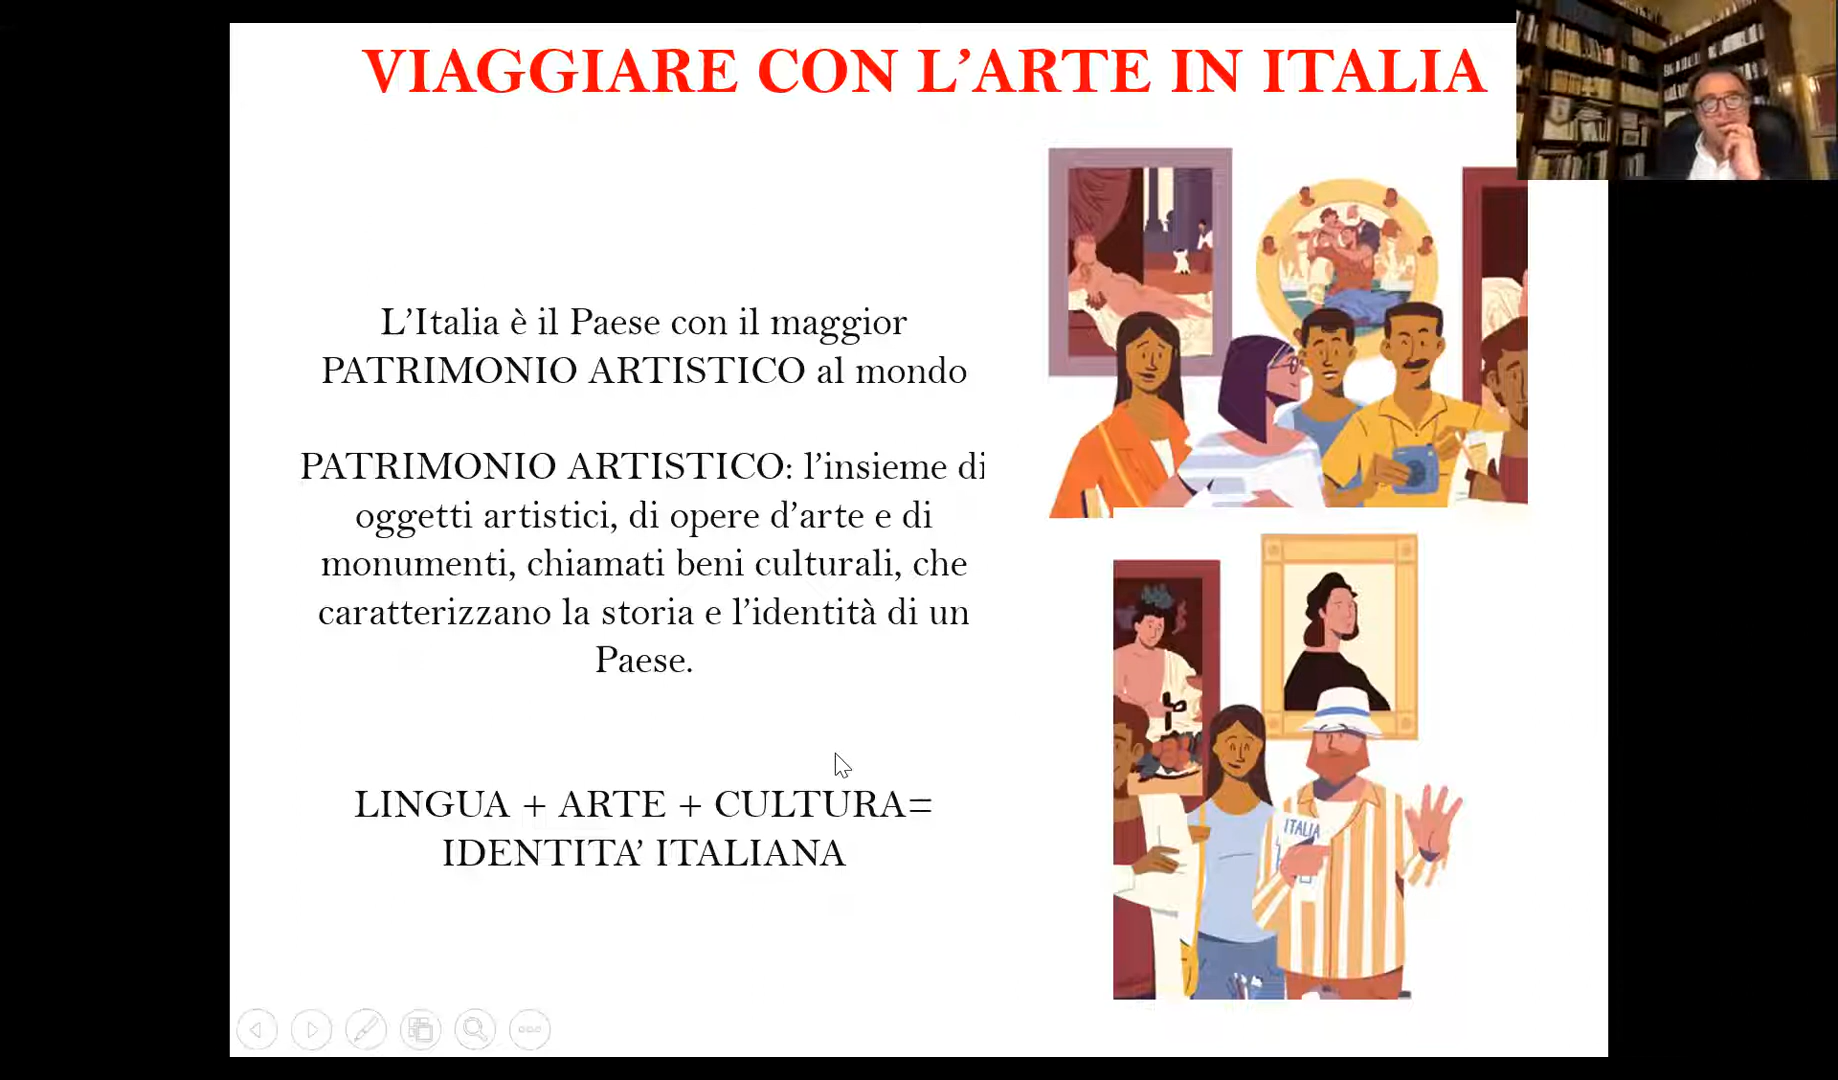 VIAGGIARE CON L’ARTE IN ITALIA
L’Italia è il Paese con il maggior
PATRIMONIO ARTISTICO al mondo
PATRIMONIO ARTISTICO: l’insieme di
oggetti artistici, di opere d’arte e di
monumenti, chiamati beni culturali, che
caratterizzano la storia e l’identità di un
Paese.
LINGUA + ARTE + CULTURA=
IDENTITA’ ITALIANA
ITALIA